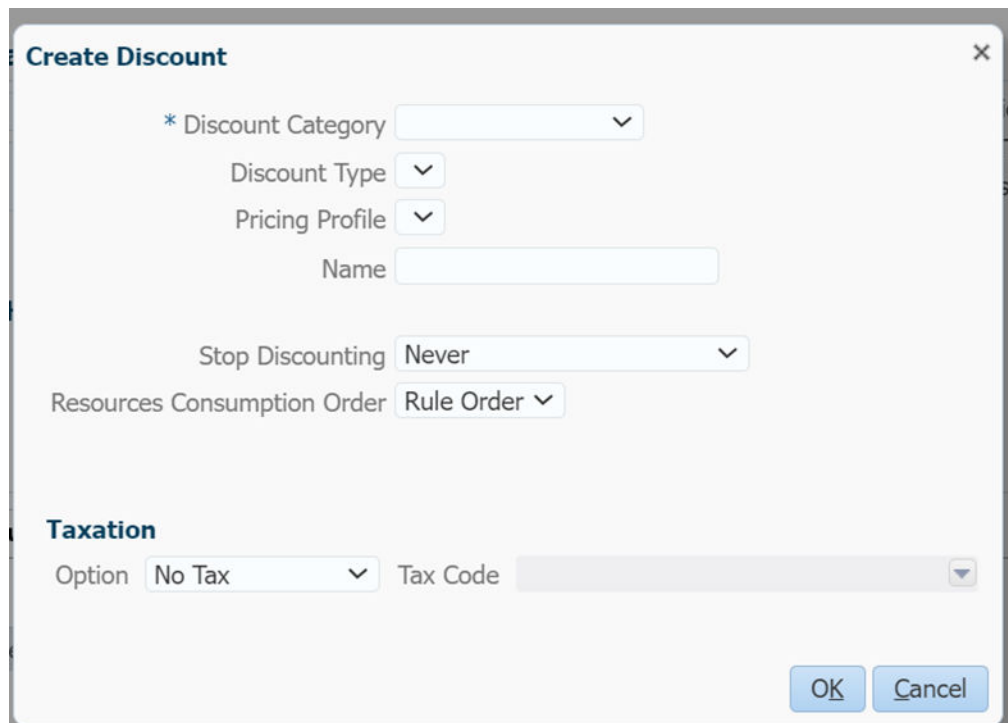 Create Discount
* Discount Category
Discount Type
Pricing Profile
Name
Stop Discounting Never
Resources Consumption Order Rule Order
Taxation
Option No Tax Tax Code
OK Cancel